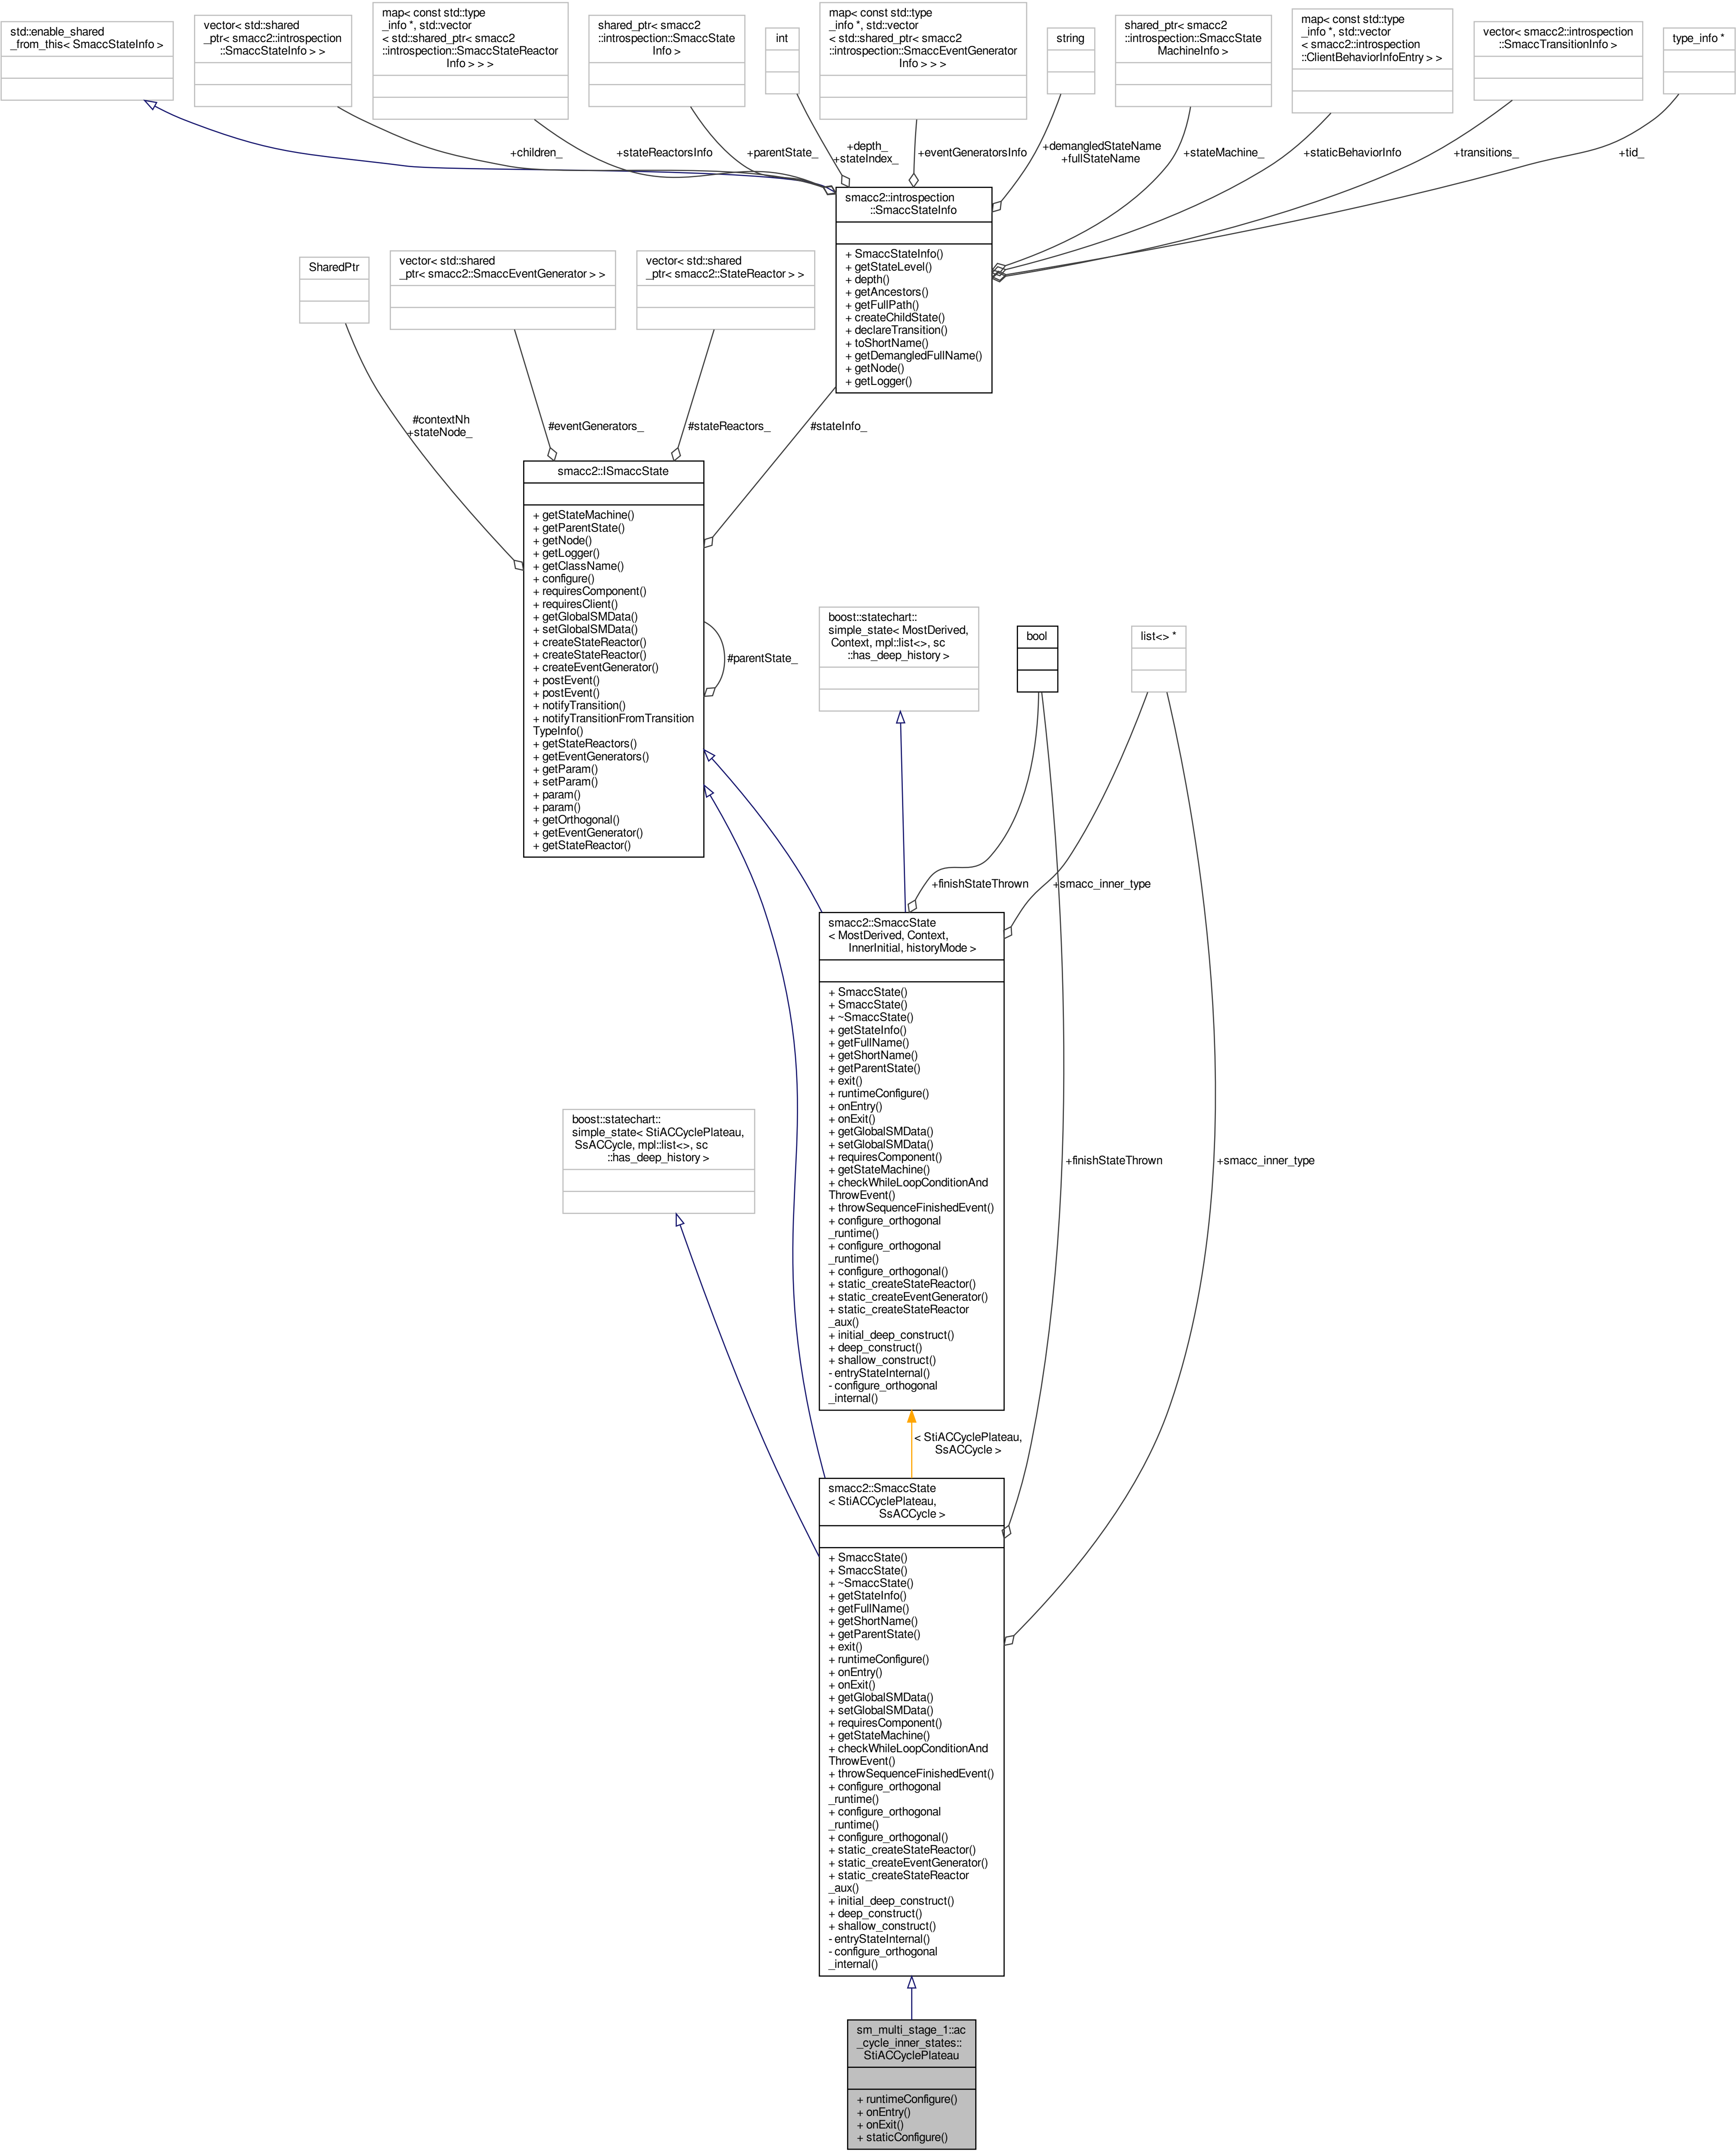 std::enable_shared
_from_this< SmaccStateInfo >
vector< std::shared
_ptr< smacc2::introspection
::SmaccStateInfo > >
map< const std::type
_info *, std::vector
< std::shared_ptr< smacc2
::introspection::SmaccStateReactor
Info > > >
shared_ptr< smacc2
::introspection::SmaccState
Info >
int
map< const std::type
_info *, std::vector
< std::shared_ptr< smacc2
::introspection::SmaccEventGenerator
Info > > >
string
shared_ptr< smacc2
::introspection::SmaccState
MachineInfo >
map< const std::type
_info *, std::vector
< smacc2::introspection
::ClientBehaviorInfoEntry > >
vector< smacc2::introspection
::SmaccTransitionInfo >
type_info *
+children_
+stateReactorsInfo
+parentState_
+depth_
+stateIndex_
+eventGeneratorsInfo
+demangledStateName
+fullStateName
+stateMachine_
+staticBehaviorInfo
+transitions_
+tid_
smacc2::introspection
::SmaccStateInfo
+ SmaccStateInfo()
+ getStateLevel()
+ depth()
+ getAncestors()
+ getFullPath()
+ createChildState()
+ declareTransition()
+ toShortName()
+ getDemangledFullName()
+ getNode()
+ getLogger()
SharedPtr
vector< std::shared
_ptr< smacc2::SmaccEventGenerator > >
vector< std::shared
_ptr< smacc2::StateReactor > >
#contextNh
+stateNode_
#eventGenerators_
#stateReactors_
#stateInfo_
smacc2::ISmaccState
+ getStateMachine()
+ getParentState()
+ getNode()
+ getLogger()
+ getClassName()
+ configure()
+ requiresComponent()
+ requiresClient()
+ getGlobalSMData()
+ setGlobalSMData()
+ createStateReactor()
+ createStateReactor()
+ createEventGenerator()
+ postEvent()
+ postEvent()
+ notifyTransition()
+ notifyTransitionFromTransition
TypeInfo()
+ getStateReactors()
+ getEventGenerators()
+ getParam()
+ setParam()
+ param()
+ param()
+ getOrthogonal()
+ getEventGenerator()
+ getStateReactor()
#parentState_
boost::statechart::
simple_state< MostDerived,
Context, mpl::list<>, sc
::has_deep_history >
bool
list<> *
+finishStateThrown
+smacc_inner_type
smacc2::SmaccState
< MostDerived, Context,
InnerInitial, historyMode >
+ SmaccState()
+ SmaccState()
+ ~SmaccState()
+ getStateInfo()
+ getFullName()
+ getShortName()
+ getParentState()
+ exit()
+ runtimeConfigure()
+ onEntry()
+ onExit()
+ getGlobalSMData()
+ setGlobalSMData()
+ requiresComponent()
+ getStateMachine()
+ checkWhileLoopConditionAnd
ThrowEvent()
+ throwSequenceFinishedEvent()
+ configure_orthogonal
_runtime()
+ configure_orthogonal
_runtime()
+ configure_orthogonal()
+ static_createStateReactor()
+ static_createEventGenerator()
+ static_createStateReactor
_aux()
+ initial_deep_construct()
+ deep_construct()
+ shallow_construct()
- entryStateInternal()
- configure_orthogonal
_internal()
boost::statechart::
simple_state< StiACCyclePlateau,
SsACCycle, mpl::list<>, sc
::has_deep_history >
+finishStateThrown
+smacc_inner_type
< StiACCyclePlateau,
SsACCycle >
smacc2::SmaccState
< StiACCyclePlateau,
SsACCycle >
+ SmaccState()
+ SmaccState()
+ ~SmaccState()
+ getStateInfo()
+ getFullName()
+ getShortName()
+ getParentState()
+ exit()
+ runtimeConfigure()
+ onEntry()
+ onExit()
+ getGlobalSMData()
+ setGlobalSMData()
+ requiresComponent()
+ getStateMachine()
+ checkWhileLoopConditionAnd
ThrowEvent()
+ throwSequenceFinishedEvent()
+ configure_orthogonal
_runtime()
+ configure_orthogonal
_runtime()
+ configure_orthogonal()
+ static_createStateReactor()
+ static_createEventGenerator()
+ static_createStateReactor
_aux()
+ initial_deep_construct()
+ deep_construct()
+ shallow_construct()
- entryStateInternal()
- configure_orthogonal
_internal()
sm_multi_stage_1::ac
_cycle_inner_states::
StiACCyclePlateau
+ runtimeConfigure()
+ onEntry()
+ onExit()
+ staticConfigure()